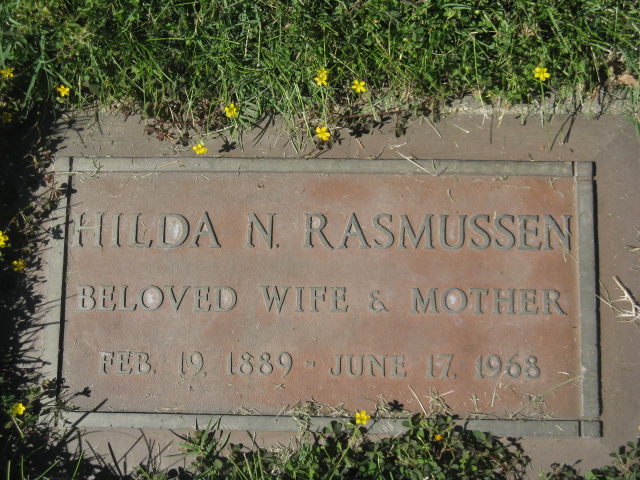 HILDA N. RASMUSSEN
BELOVED WIFE & MOTHER
FEB. 19, 1889 - JUNE 17, 1968